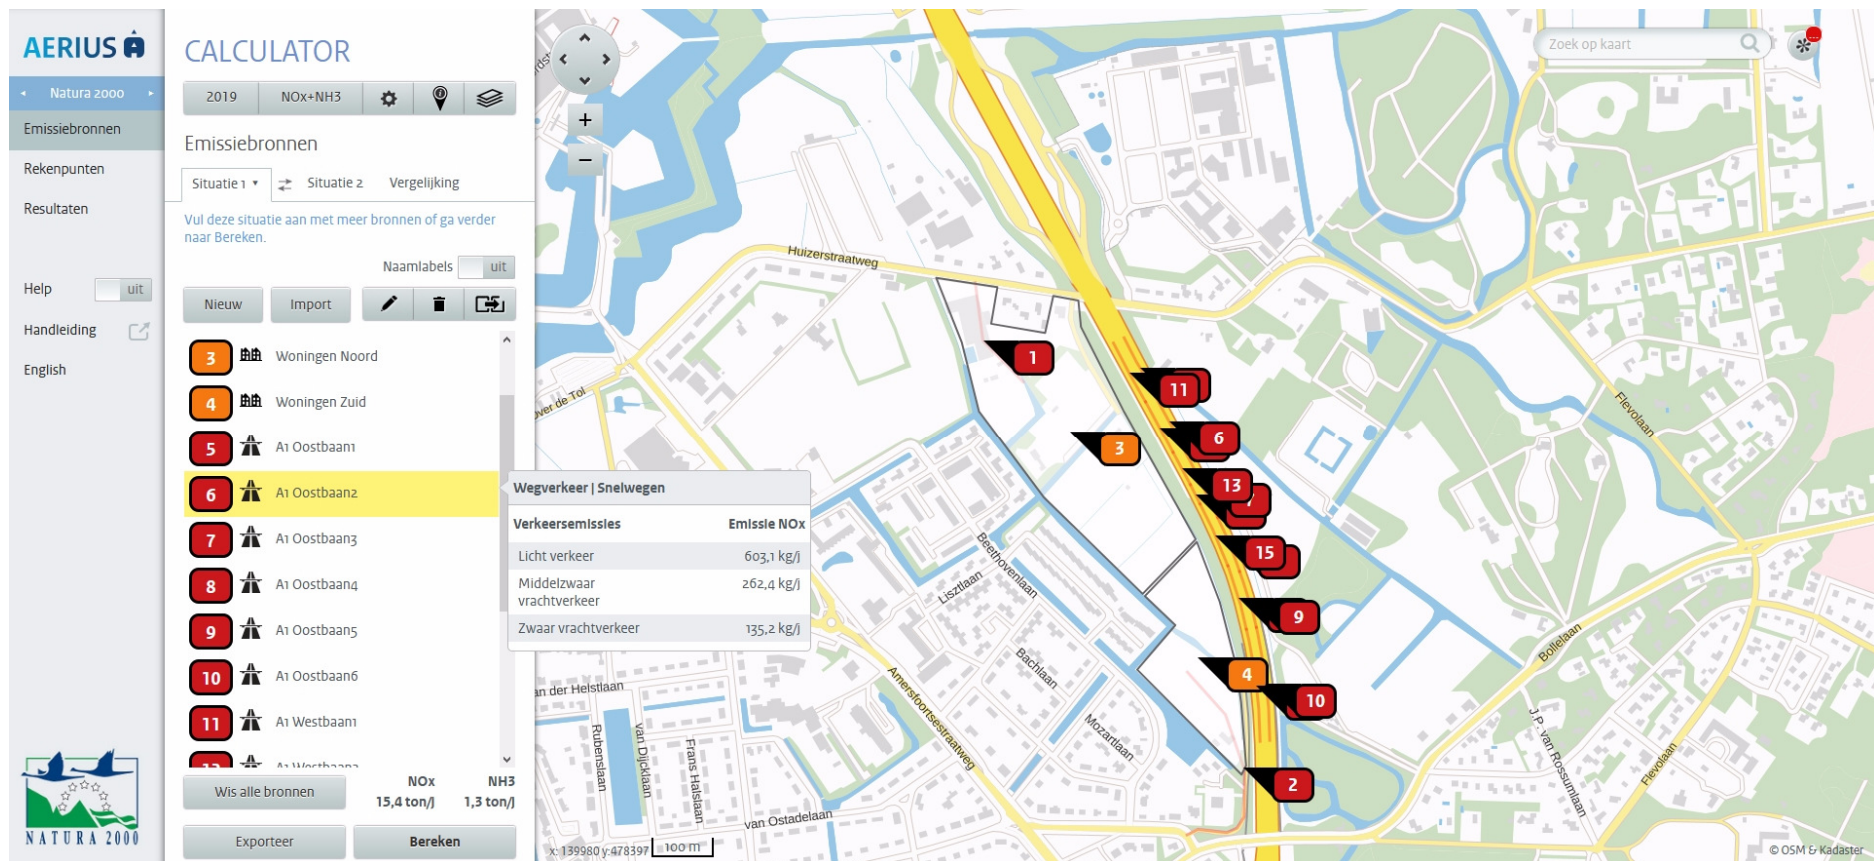 AERIUS
Natura 2000
Emissiebronnen
Rekenpunten
Resultaten
Help
uit
Handleiding
English
NATURA 2000
CALCULATOR
2019
NOx+NH3
Emissiebronnen
Situatie 1
Situatie 2
Vergelijking
Vul deze situatie aan met meer bronnen of ga verder
naar Bereken.
Naamlabels
uit
Nieuw
Import
3 Woningen Noord
4 Woningen Zuid
5 A1 Oostbaan1
6 A1 Oostbaan2
7 A1 Oostbaan3
8 A1 Oostbaan4
9 A1 Oostbaan5
10 A1 Oostbaan6
11 A1 Westbaan1
Wis alle bronnen
NOx NH3
15,4 ton/j 1,3 ton/j
Exporteer
Bereken
Wegverkeer | Snelwegen
Verkeersemissies Emissie NOx
Licht verkeer 603,1 kg/j
Middelzwaar
vrachtverkeer 262,4 kg/j
Zwaar vrachtverkeer 135,2 kg/j
+
−
Zoek op kaart
Huizerstraatweg
over de Tol
1
11
3
6
13
15
9
4
10
2
Beethovenlaan
Lisztlaan
Bachlaan
Mozartlaan
Amersfoortsestraatweg
an der Helstlaan
Rubenslaan
van Dijcklaan
Frans Halslaan
van Ostadelaan
Flevolaan
Bollelaan
J.P. van Rossumlaan
Flevolaan
x: 139980 y:478397
100 m
© OSM & Kadaster